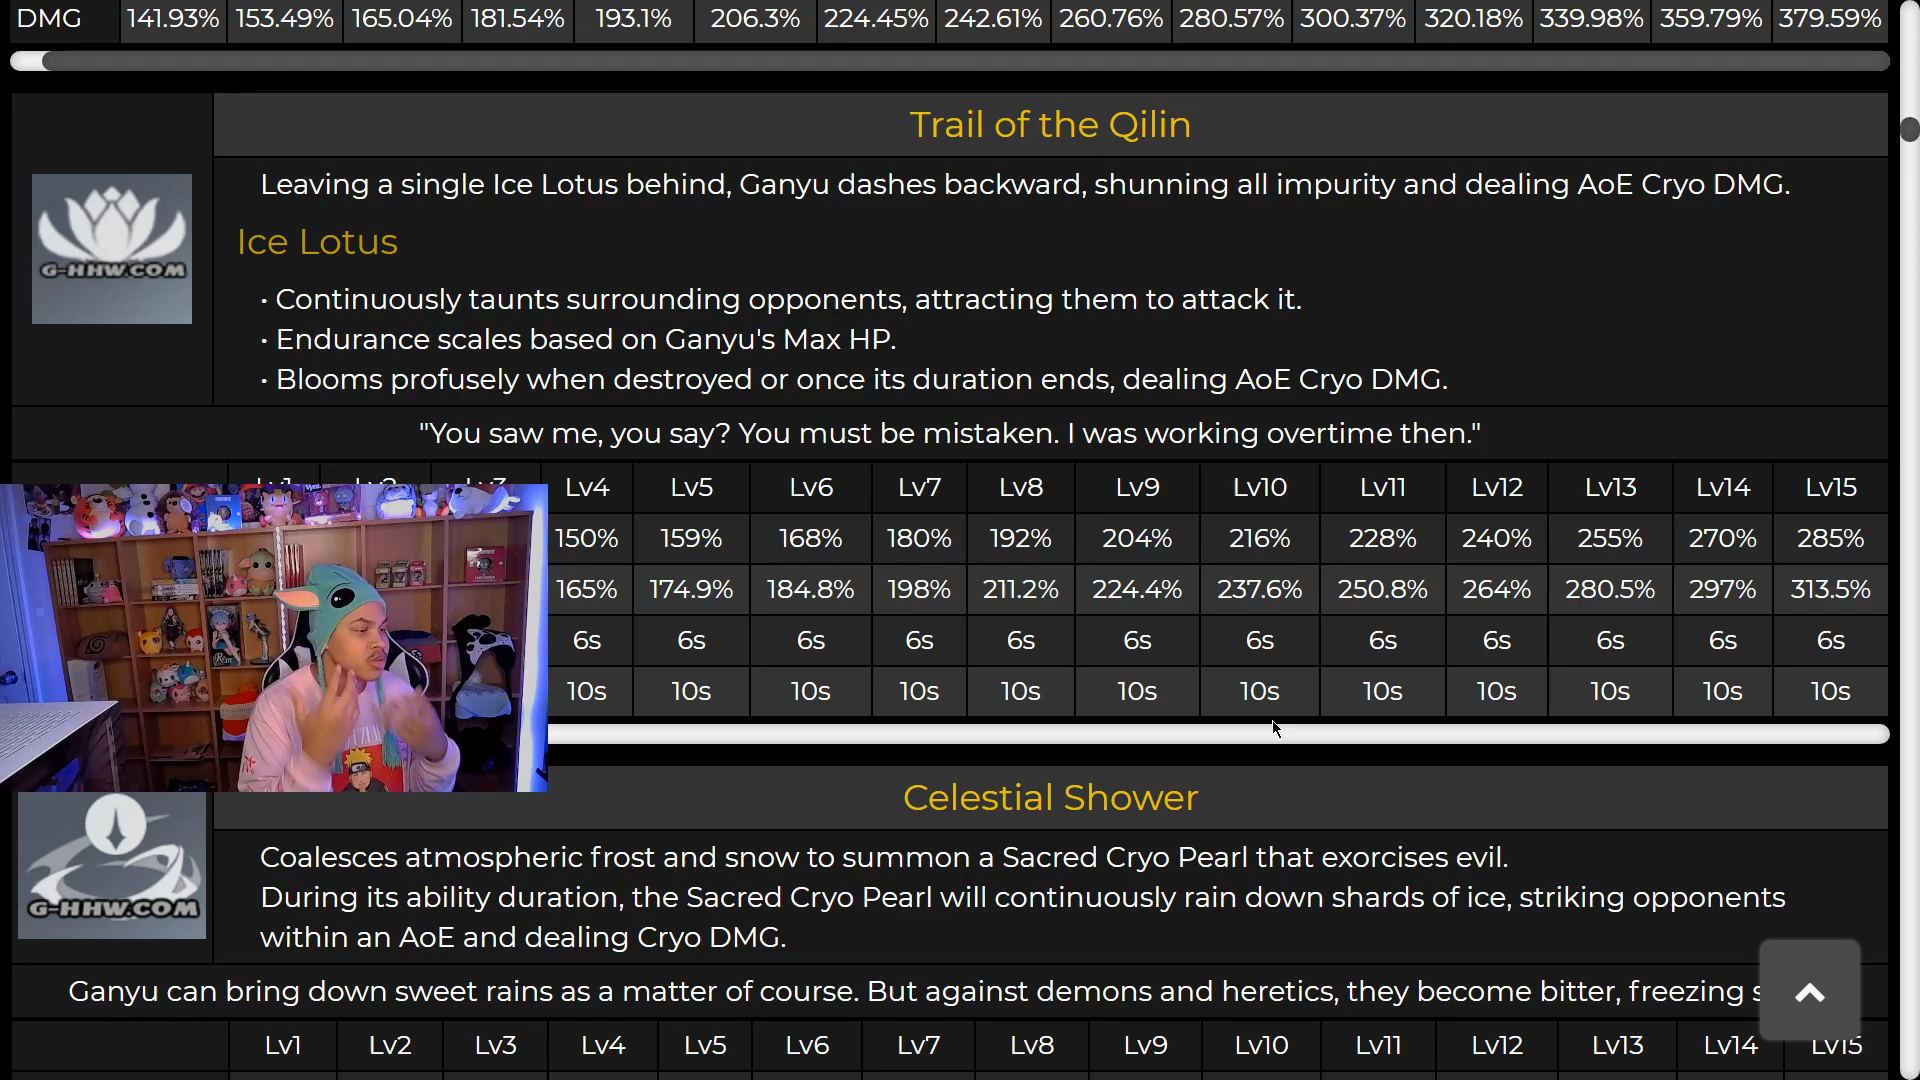 DMG 141.93% 153.49% 165.04% 181.54% 193.1% 206.3% 224.45% 242.61% 260.76% 280.57% 300.37% 320.18% 339.98% 359.79% 379.59%
Trail of the Qilin
Leaving a single Ice Lotus behind, Ganyu dashes backward, shunning all impurity and dealing AoE Cryo DMG.
G-HHW.COM
Ice Lotus
• Continuously taunts surrounding opponents, attracting them to attack it.
• Endurance scales based on Ganyu's Max HP.
• Blooms profusely when destroyed or once its duration ends, dealing AoE Cryo DMG.
"You saw me, you say? You must be mistaken. I was working overtime then."
Lv1 Lv2 Lv3 Lv4 Lv5 Lv6 Lv7 Lv8 Lv9 Lv10 Lv11 Lv12 Lv13 Lv14 Lv15
150% 159% 168% 180% 192% 204% 216% 228% 240% 255% 270% 285%
165% 174.9% 184.8% 198% 211.2% 224.4% 237.6% 250.8% 264% 280.5% 297% 313.5%
6s 6s 6s 6s 6s 6s 6s 6s 6s 6s 6s 6s
10s 10s 10s 10s 10s 10s 10s 10s 10s 10s 10s 10s
Celestial Shower
G-HHW.COM
Coalesces atmospheric frost and snow to summon a Sacred Cryo Pearl that exorcises evil.
During its ability duration, the Sacred Cryo Pearl will continuously rain down shards of ice, striking opponents
within an AoE and dealing Cryo DMG.
Ganyu can bring down sweet rains as a matter of course. But against demons and heretics, they become bitter, freezing
Lv1 Lv2 Lv3 Lv4 Lv5 Lv6 Lv7 Lv8 Lv9 Lv10 Lv11 Lv12 Lv13 Lv14 Lv15